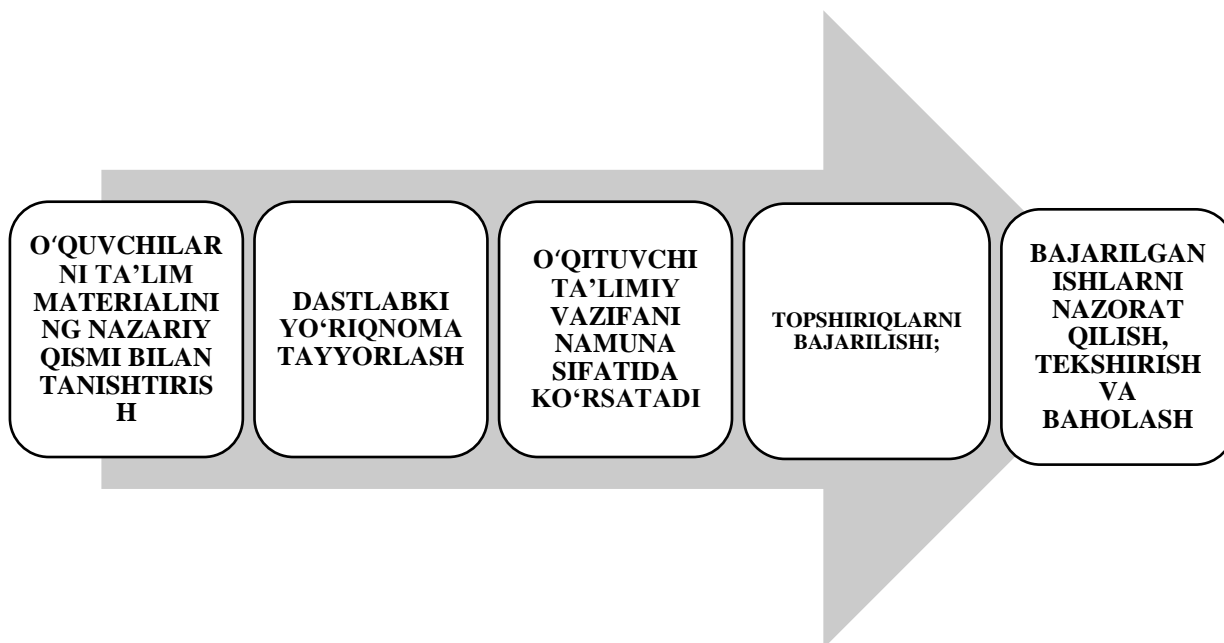 O‘QUVCHILAR
NI TA’LIM
MATERIALINI
NG NAZARIY
QISMI BILAN
TANISHTIRIS
H
DASTLABKI
YO‘RIQNOMA
TAYYORLASH
O‘QITUVCHI
TA’LIMIY
VAZIFANI
NAMUNA
SIFATIDA
KO‘RSATADI
TOPSHIRIQLARNI
BAJARILISHI;
BAJARILGAN
ISHLARNI
NAZORAT
QILISH,
TEKSHIRISH
VA
BAHOLASH